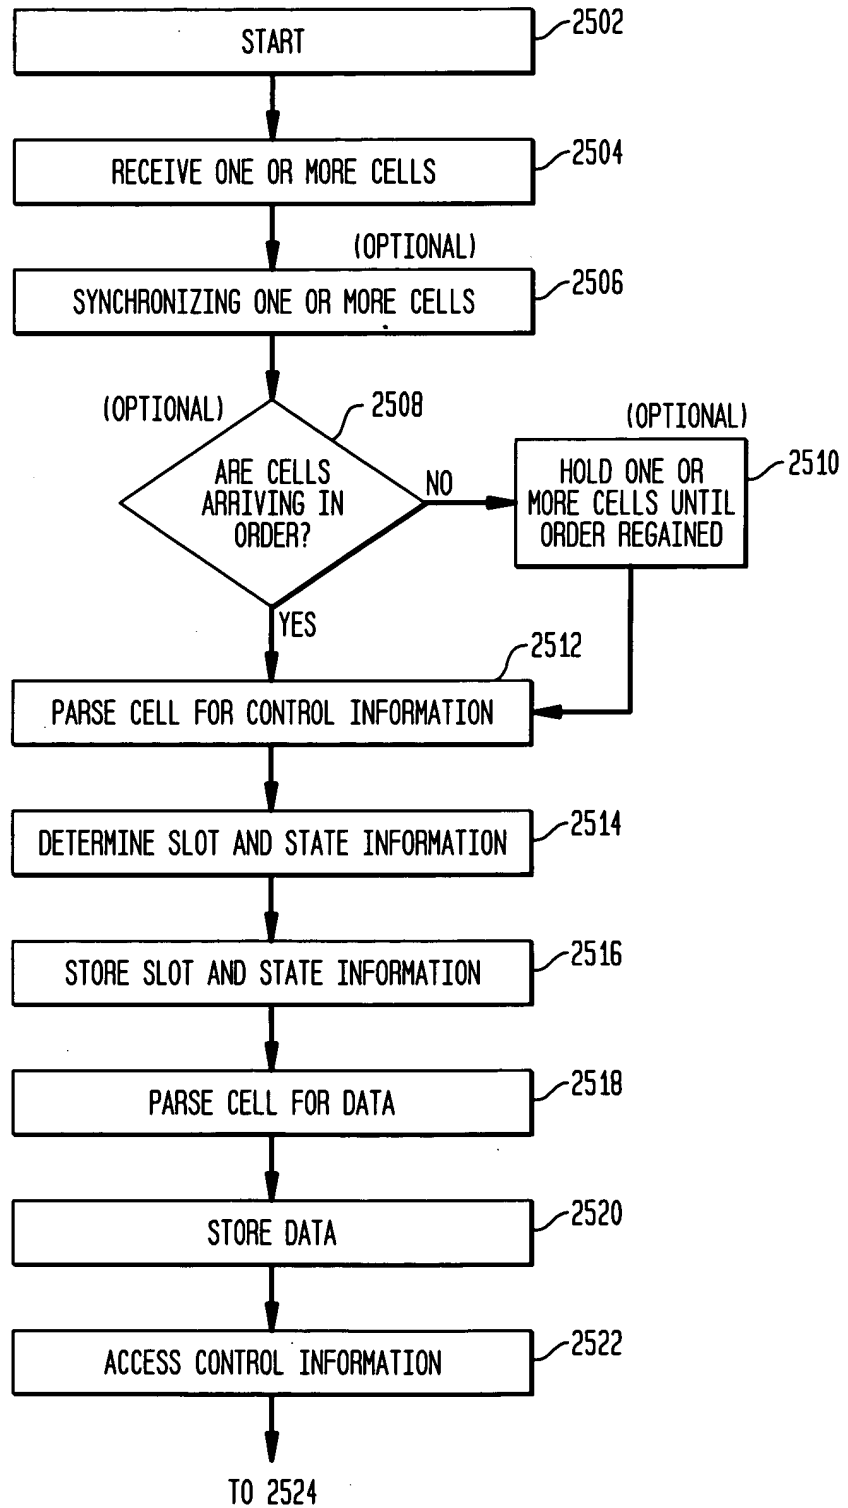 START
2502
RECEIVE ONE OR MORE CELLS
2504
(OPTIONAL)
SYNCHRONIZING ONE OR MORE CELLS
2506
(OPTIONAL)
2508
ARE CELLS
ARRIVING IN
ORDER?
NO
(OPTIONAL)
HOLD ONE OR
MORE CELLS UNTIL
ORDER REGAINED
2510
YES
2512
PARSE CELL FOR CONTROL INFORMATION
DETERMINE SLOT AND STATE INFORMATION
2514
STORE SLOT AND STATE INFORMATION
2516
PARSE CELL FOR DATA
2518
STORE DATA
2520
ACCESS CONTROL INFORMATION
2522
TO 2524